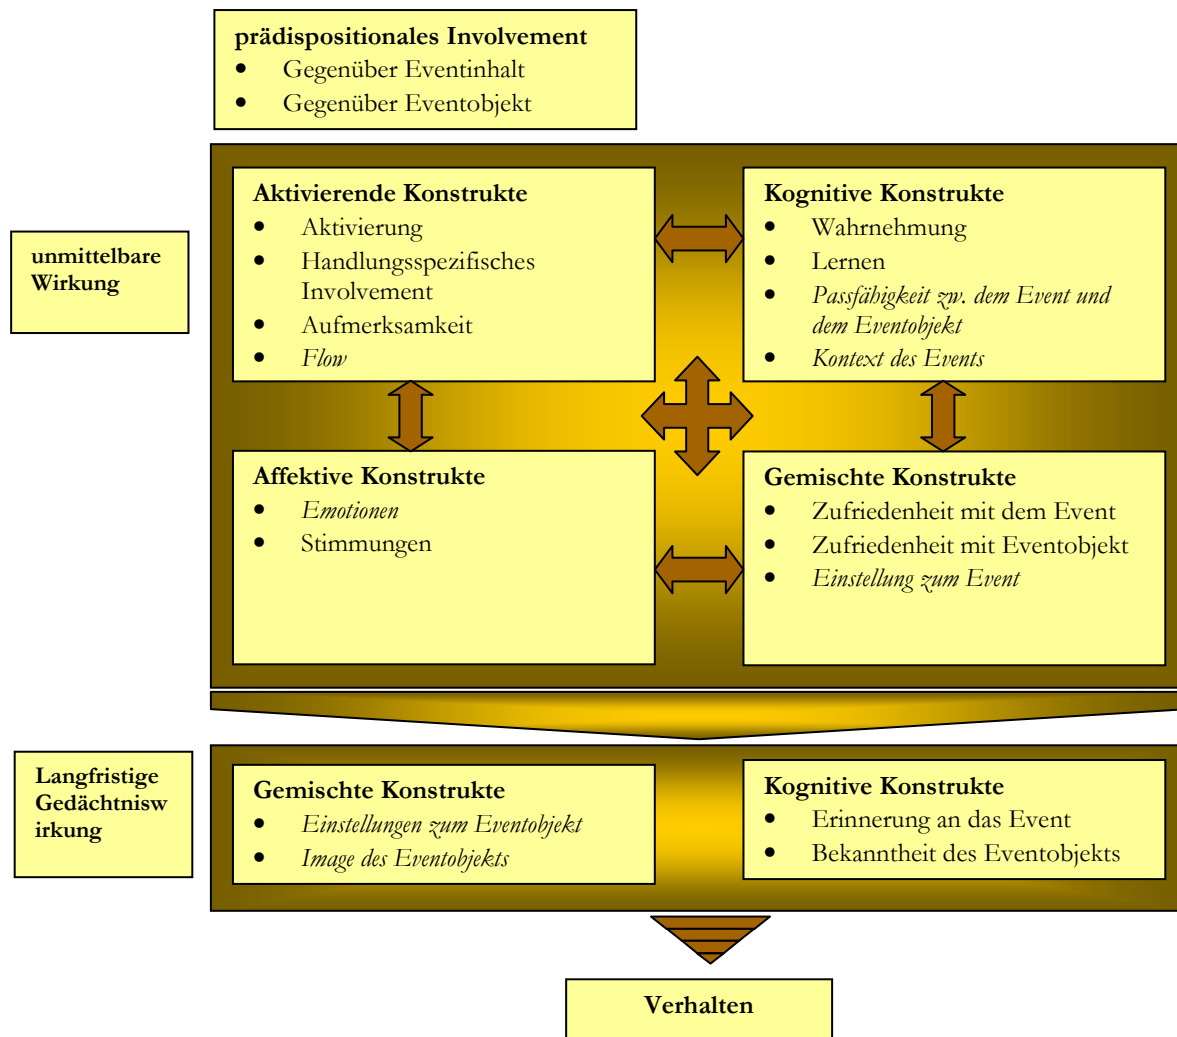 prädispositionales Involvement
• Gegenüber Eventinhalt
• Gegenüber Eventobjekt
unmittelbare
Wirkung
Aktivierende Konstrukte
• Aktivierung
• Handlungsspezifisches
Involvement
• Aufmerksamkeit
• Flow
Kognitive Konstrukte
• Wahrnehmung
• Lernen
• Passfähigkeit zw. dem Event und
dem Eventobjekt
• Kontext des Events
Affektive Konstrukte
• Emotionen
• Stimmungen
Gemischte Konstrukte
• Zufriedenheit mit dem Event
• Zufriedenheit mit Eventobjekt
• Einstellung zum Event
Langfristige
Gedächtnisw
irkung
Gemischte Konstrukte
• Einstellungen zum Eventobjekt
• Image des Eventobjekts
Kognitive Konstrukte
• Erinnerung an das Event
• Bekanntheit des Eventobjekts
Verhalten